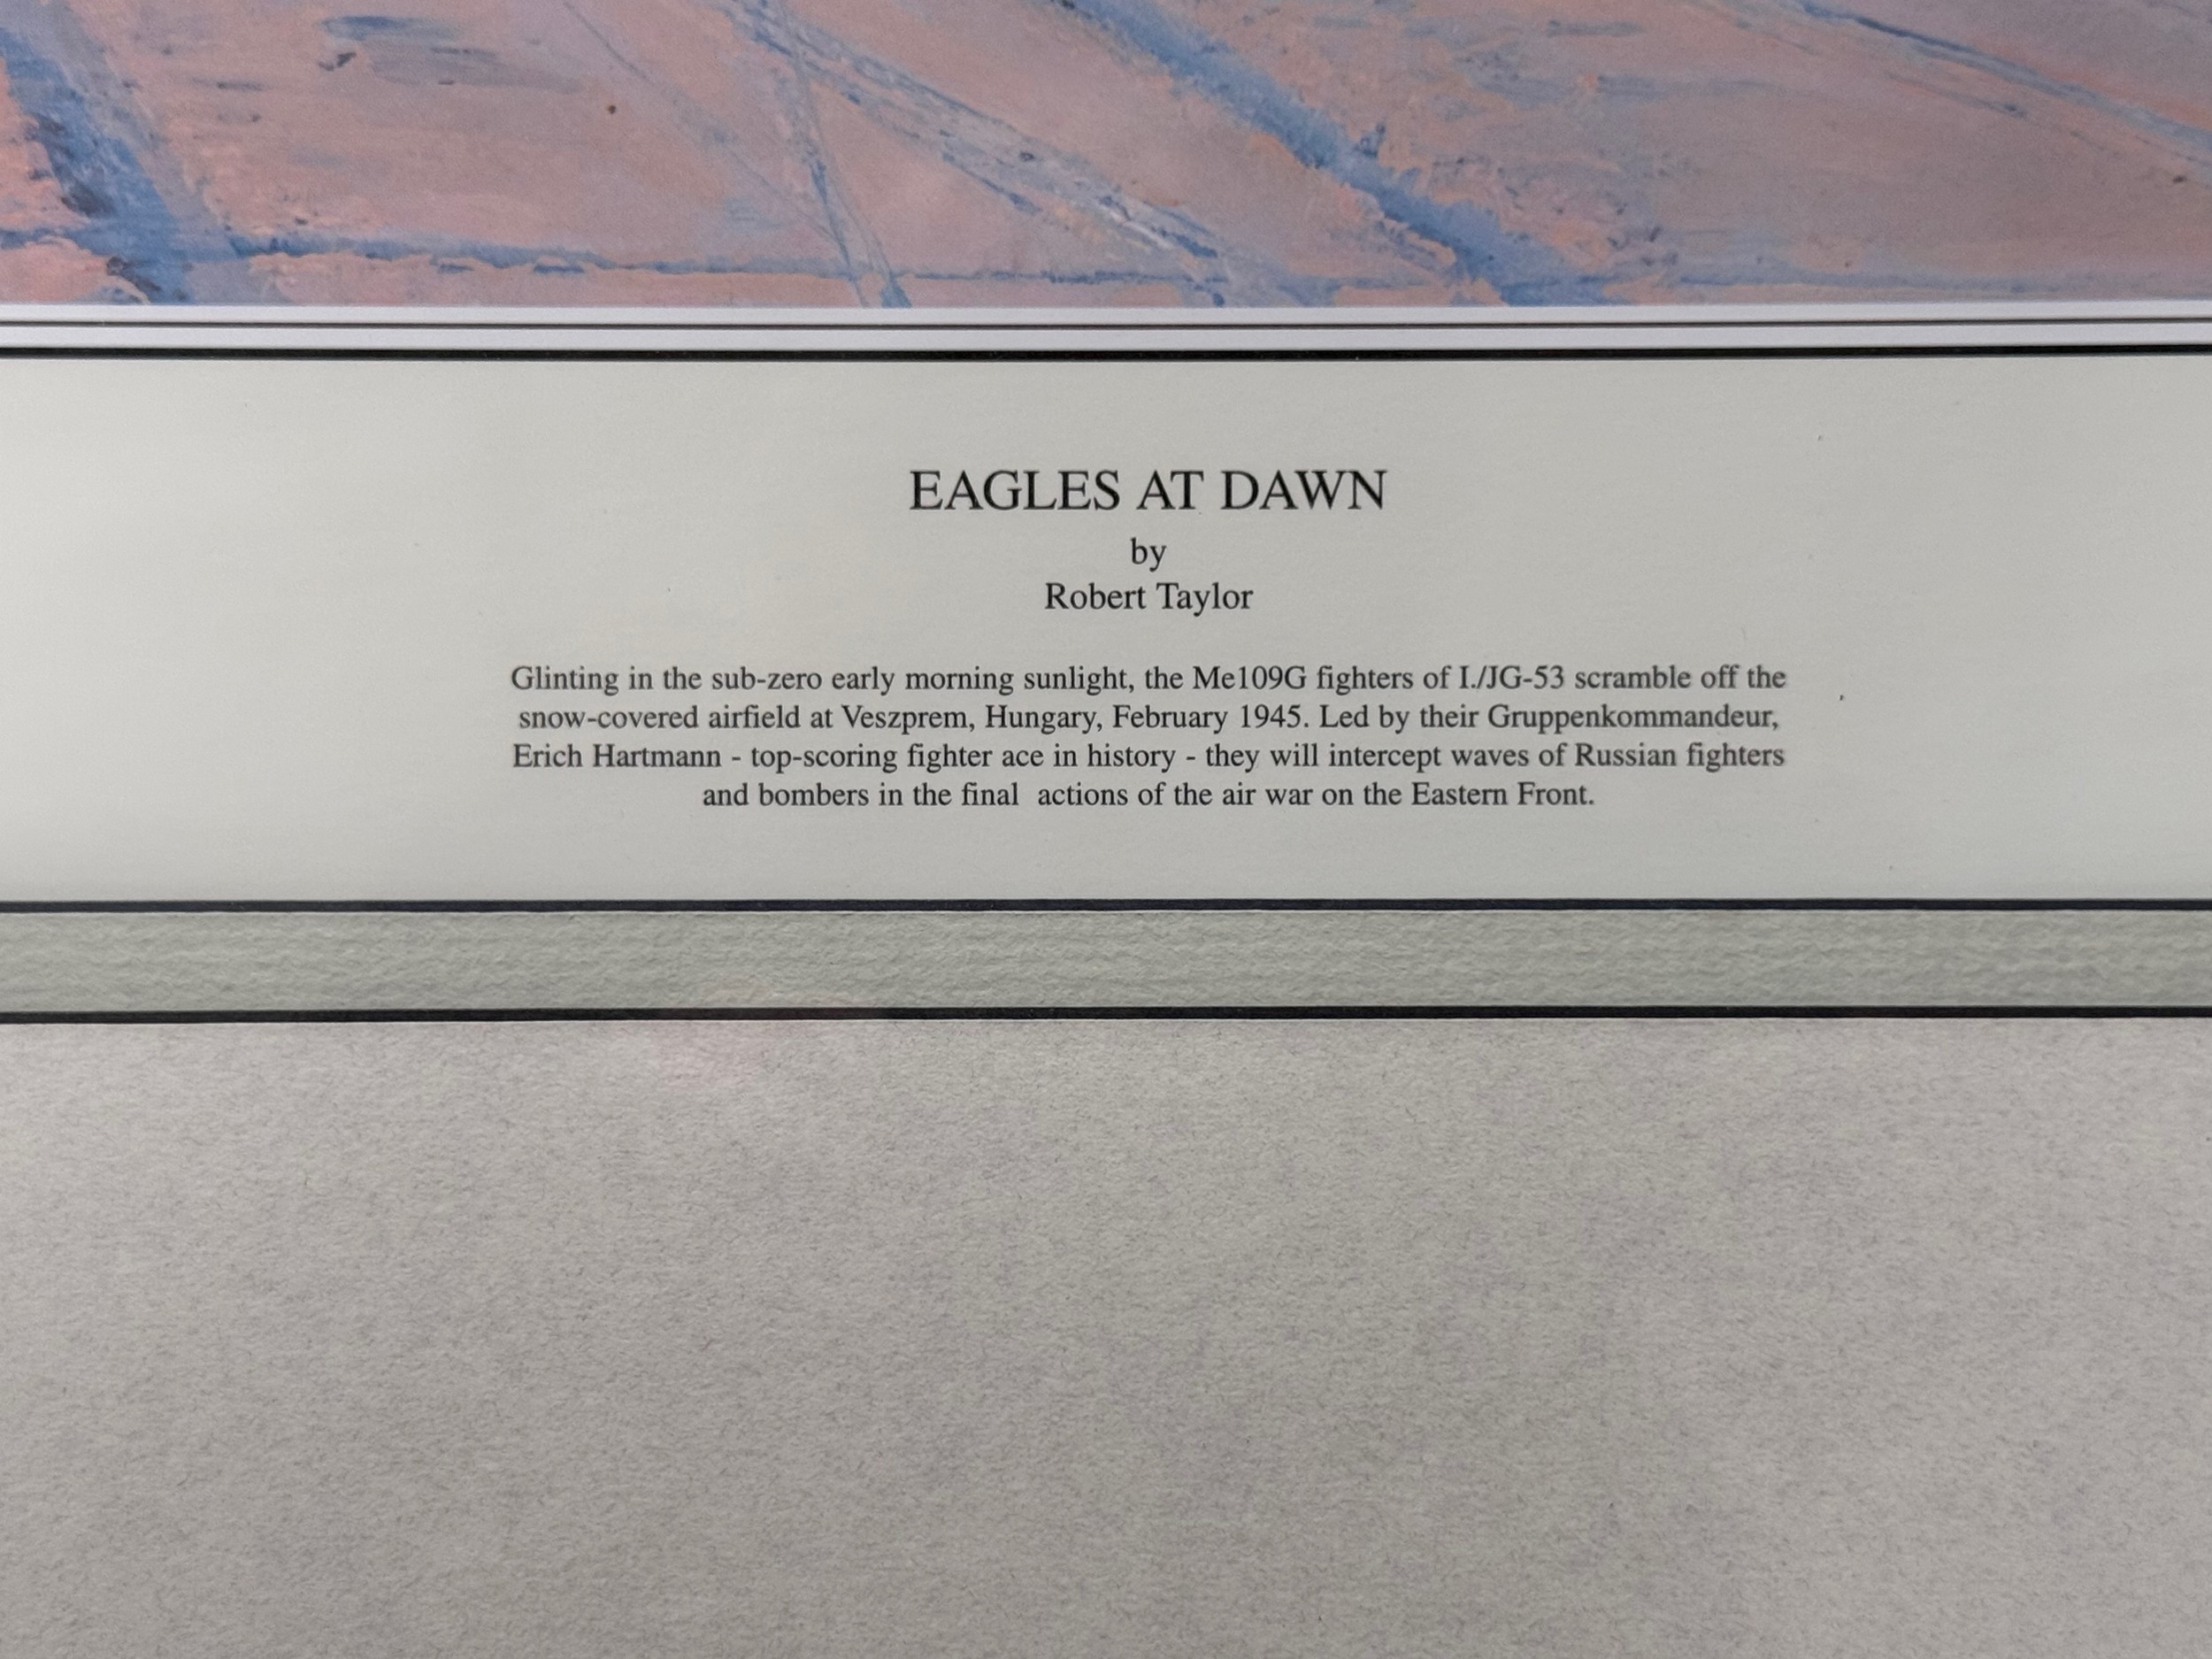 EAGLES AT DAWN
by
Robert Taylor
Glinting in the sub-zero early morning sunlight, the Me109G fighters of I./JG-53 scramble off the
snow-covered airfield at Veszprem, Hungary, February 1945. Led by their Gruppenkommandeur,
Erich Hartmann - top-scoring fighter ace in history - they will intercept waves of Russian fighters
and bombers in the final  actions of the air war on the Eastern Front.